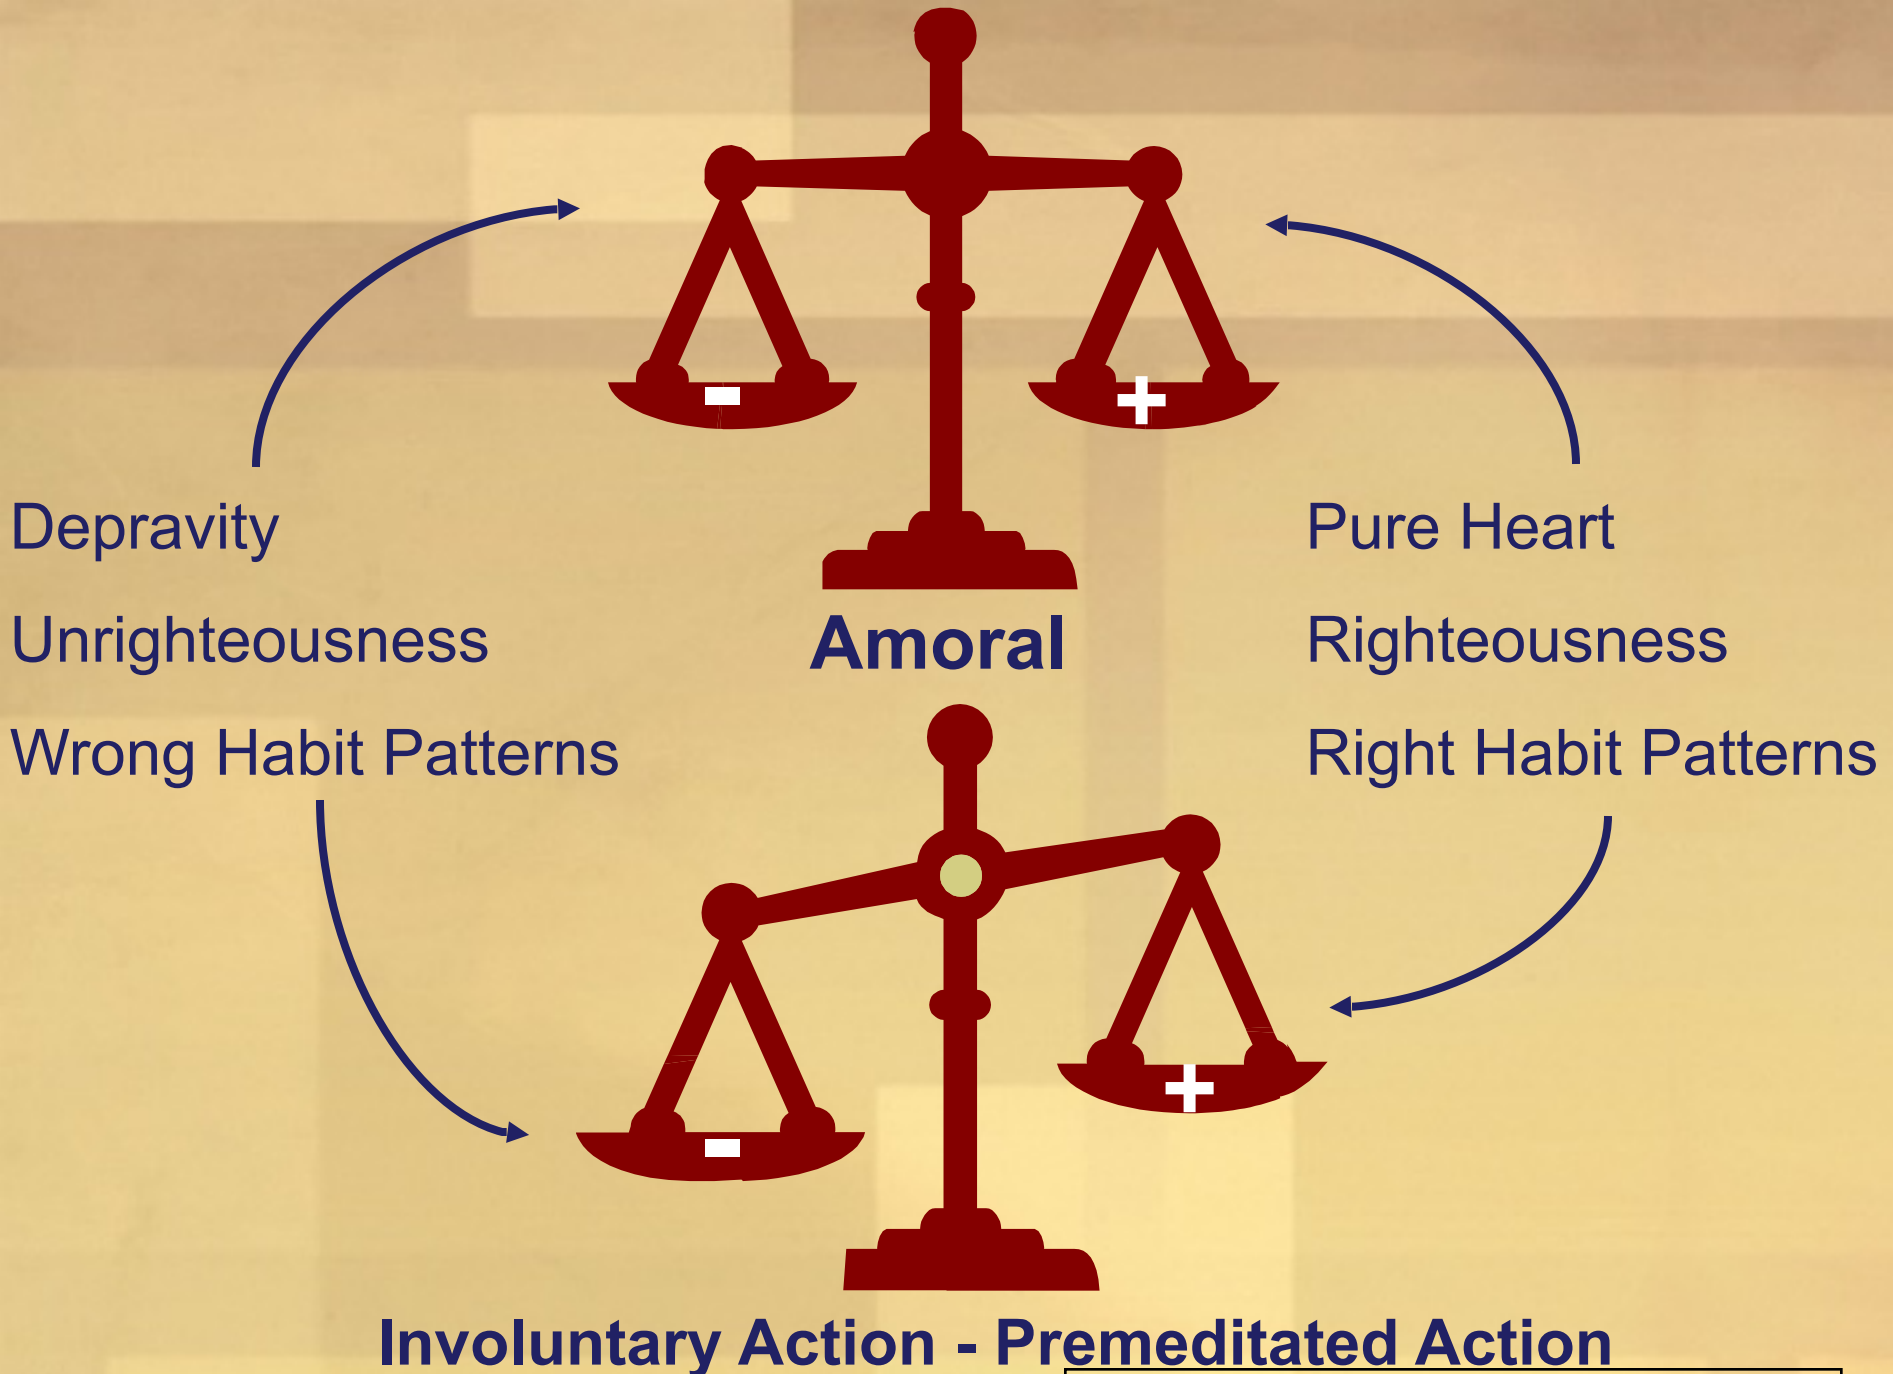 Depravity
Unrighteousness
Wrong Habit Patterns
-
+
Amoral
Pure Heart
Righteousness
Right Habit Patterns
-
+
Involuntary Action - Premeditated Action